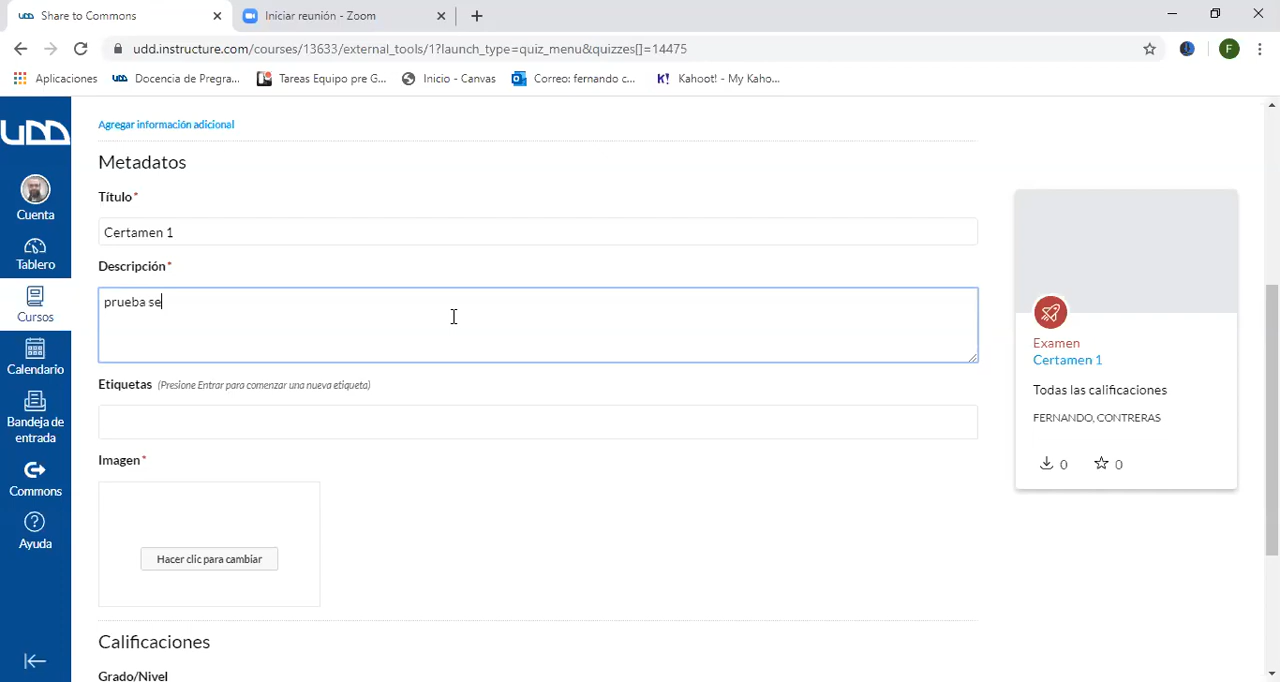 Share to Commons
Iniciar reunión - Zoom
udd.instructure.com/courses/13633/external_tools/1?launch_type=quiz_menu&quizzes[]=14475
F
Aplicaciones
Docencia de Pregra...
Tareas Equipo pre G...
Inicio - Canvas
Correo: fernando c...
K! Kahoot! - My Kaho...
UDD
Cuenta
Tablero
Cursos
Calendario
Bandeja de
entrada
Commons
Ayuda
Agregar información adicional
Metadatos
Título*
Certamen 1
Descripción*
prueba se
Etiquetas (Presione Entrar para comenzar una nueva etiqueta)
Imagen*
Hacer clic para cambiar
Calificaciones
Grado/Nivel
Examen
Certamen 1
Todas las calificaciones
FERNANDO, CONTRERAS
0 0